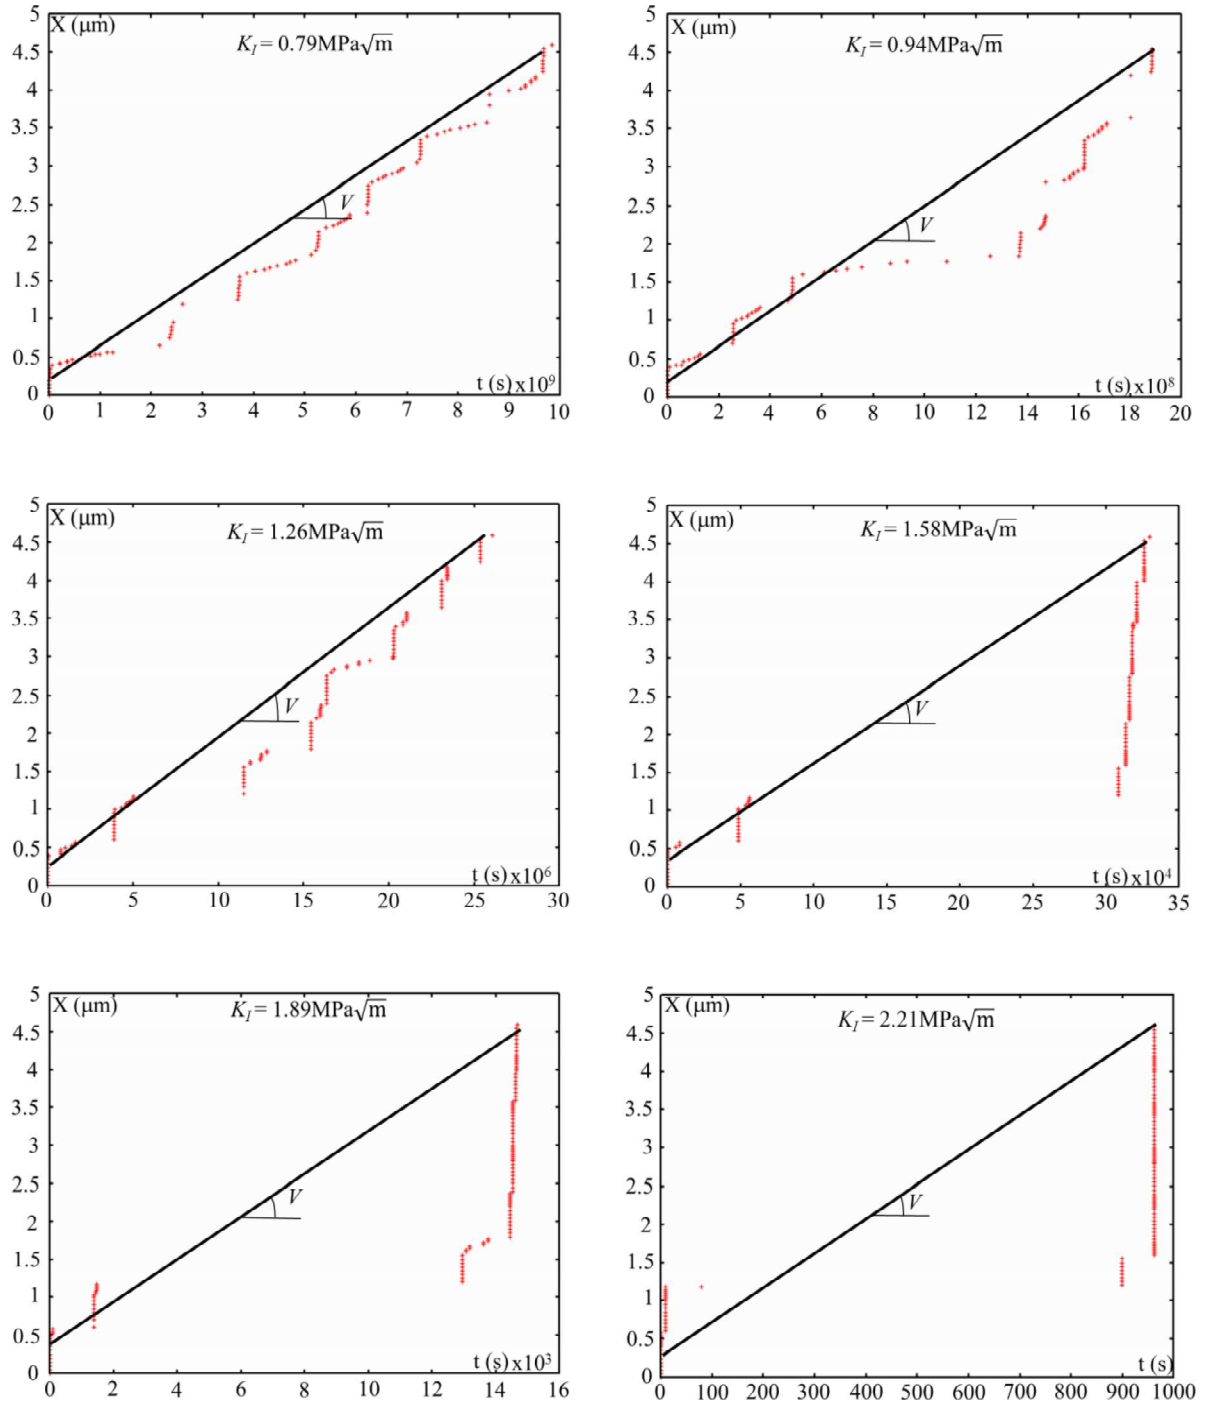 X (μm)
K_I = 0.79MPa√m
5
4.5
4
3.5
3
2.5
2
1.5
1
0.5
0
V
t (s)x10⁹
0 1 2 3 4 5 6 7 8 9 10
X (μm)
K_I = 0.94MPa√m
5
4.5
4
3.5
3
2.5
2
1.5
1
0.5
0
V
t (s)x10⁸
0 2 4 6 8 10 12 14 16 18 20
X (μm)
K_I = 1.26MPa√m
5
4.5
4
3.5
3
2.5
2
1.5
1
0.5
0
V
t (s)x10⁶
0 5 10 15 20 25 30
X (μm)
K_I = 1.58MPa√m
5
4.5
4
3.5
3
2.5
2
1.5
1
0.5
0
V
t (s)x10⁴
0 5 10 15 20 25 30 35
X (μm)
K_I = 1.89MPa√m
5
4.5
4
3.5
3
2.5
2
1.5
1
0.5
0
V
t (s)x10³
0 2 4 6 8 10 12 14 16
X (μm)
K_I = 2.21MPa√m
5
4.5
4
3.5
3
2.5
2
1.5
1
0.5
0
V
t (s)
0 100 200 300 400 500 600 700 800 900 1000